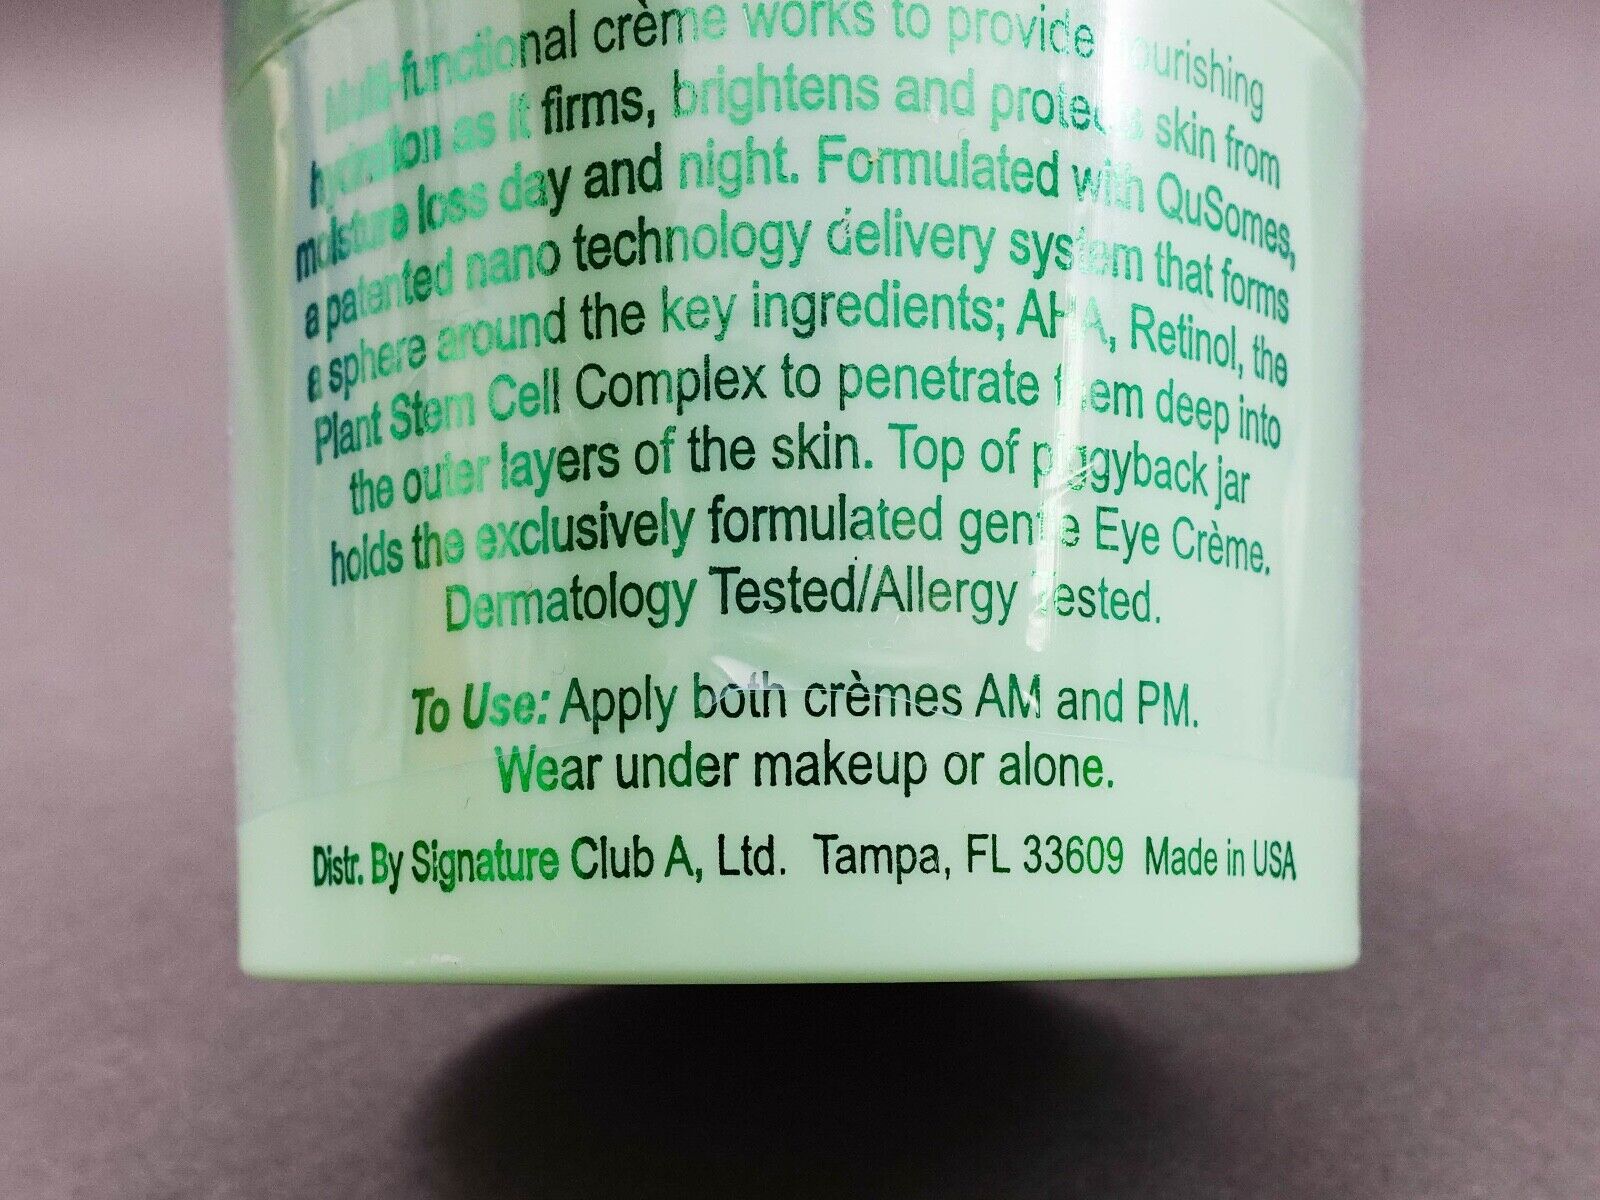 Multi-functional crème works to provide nourishing
hydration as it firms, brightens and protects skin from
moisture loss day and night. Formulated with QuSomes,
a patented nano technology delivery system that forms
a sphere around the key ingredients; AHA, Retinol, the
Plant Stem Cell Complex to penetrate them deep into
the outer layers of the skin. Top of piggyback jar
holds the exclusively formulated gentle Eye Crème.
Dermatology Tested/Allergy Tested.
To Use: Apply both crèmes AM and PM.
Wear under makeup or alone.
Distr. By Signature Club A, Ltd. Tampa, FL 33609 Made in USA